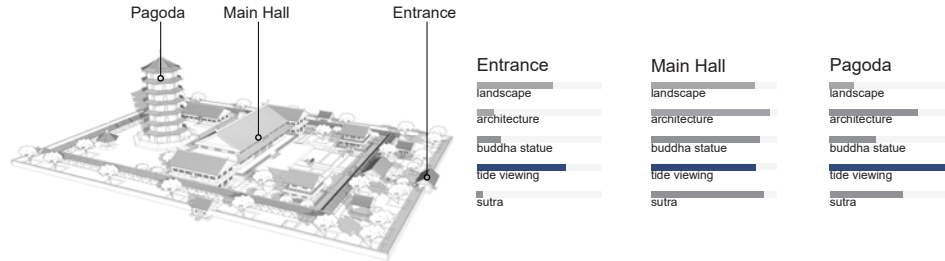 Pagoda
Main Hall
Entrance
Entrance
landscape
architecture
buddha statue
tide viewing
sutra
Main Hall
landscape
architecture
buddha statue
tide viewing
sutra
Pagoda
landscape
architecture
buddha statue
tide viewing
sutra